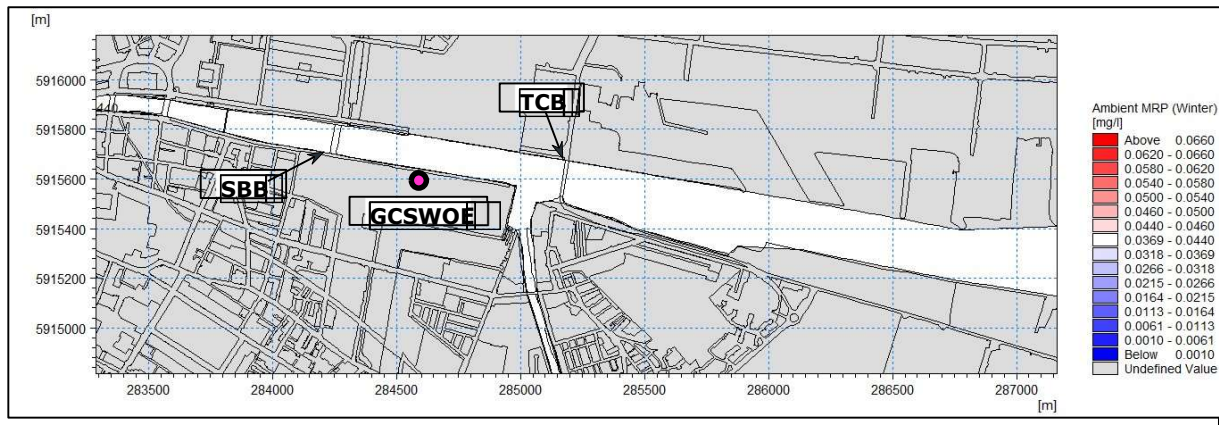 [m]
5916000
5915800
5915600
5915400
5915200
5915000
TCB
SBB
GCSWOE
283500 284000 284500 285000 285500 286000 286500 287000
[m]
Ambient MRP (Winter)
[mg/l]
Above 0.0660
0.0620 - 0.0660
0.0580 - 0.0620
0.0540 - 0.0580
0.0500 - 0.0540
0.0460 - 0.0500
0.0440 - 0.0460
0.0369 - 0.0440
0.0318 - 0.0369
0.0266 - 0.0318
0.0215 - 0.0266
0.0164 - 0.0215
0.0113 - 0.0164
0.0061 - 0.0113
0.0010 - 0.0061
Below 0.0010
Undefined Value